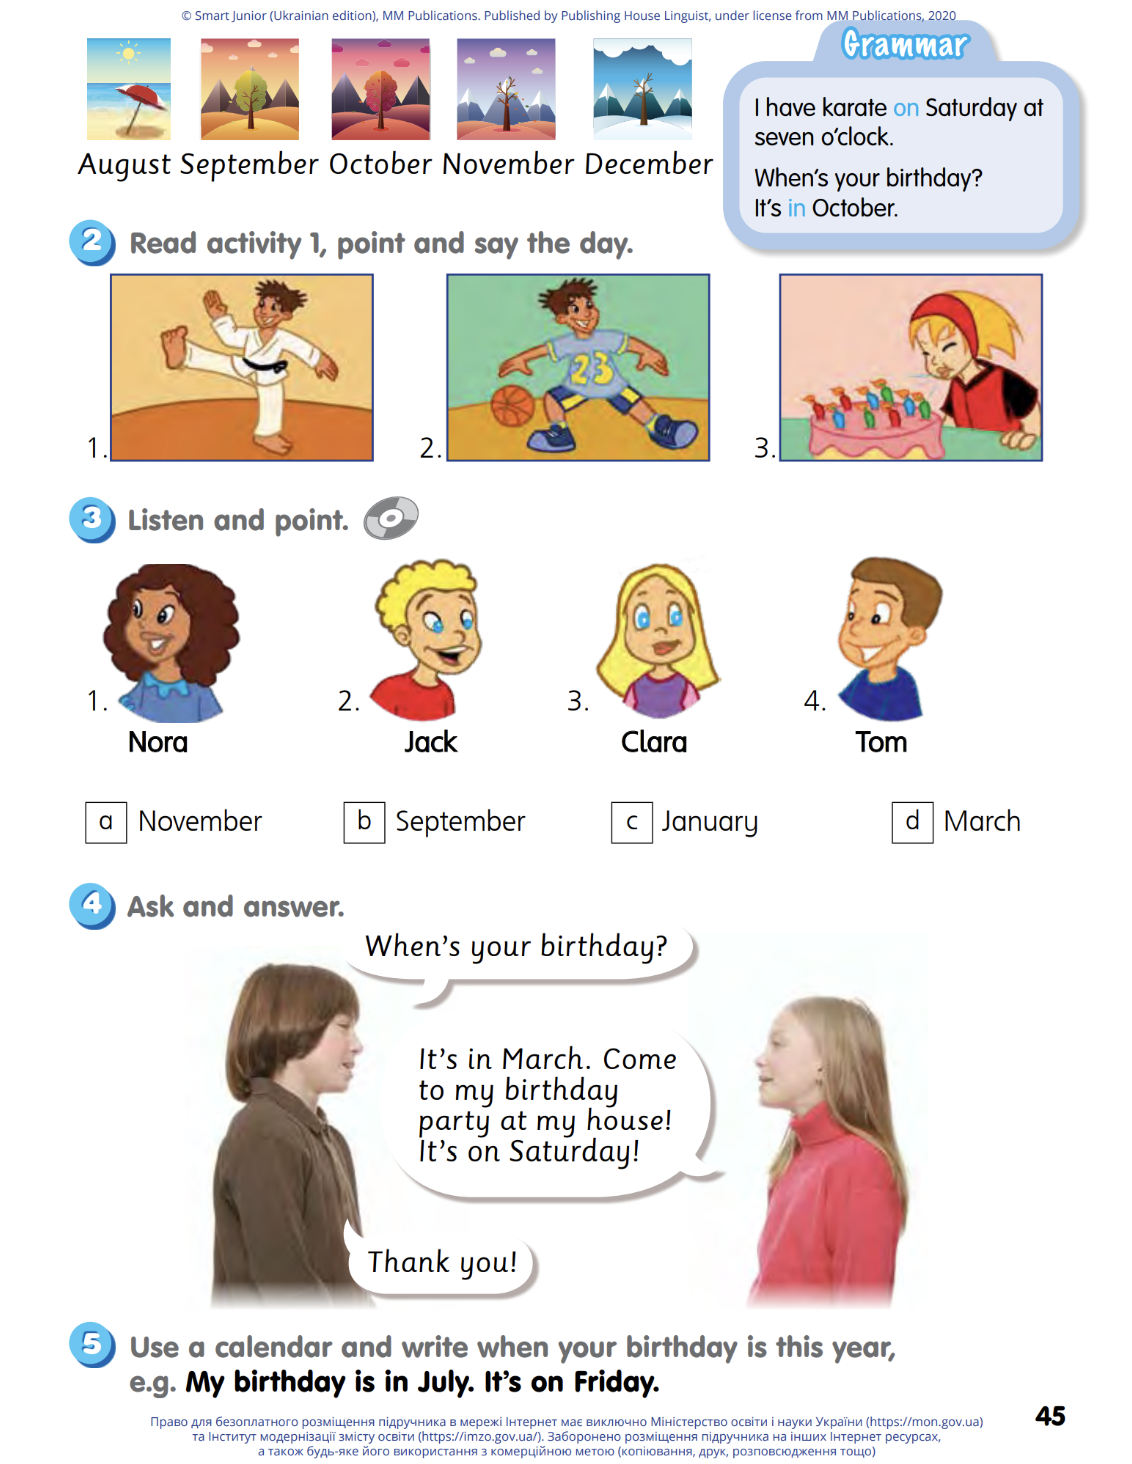 © Smart Junior (Ukrainian edition), MM Publications. Published by Publishing House Linguist, under license from MM Publications, 2020
August September October November December
Grammar
I have karate on Saturday at
seven o'clock.
When's your birthday?
It's in October.
2 Read activity 1, point and say the day.
1. 2. 3.
23
3 Listen and point.
1. 2. 3. 4.
Nora Jack Clara Tom
a November b September c January d March
4 Ask and answer.
When's your birthday?
It's in March. Come
to my birthday
party at my house!
It's on Saturday!
Thank you!
5 Use a calendar and write when your birthday is this year,
e.g. My birthday is in July. It's on Friday.
45
Право для безоплатного розміщення підручника в мережі Інтернет має виключно Міністерство освіти і науки України (https://mon.gov.ua)
та Інститут модернізації змісту освіти (https://imzo.gov.ua/). Заборонено розміщення підручника на інших Інтернет ресурсах,
а також будь-яке його використання з комерційною метою (копіювання, друк, розповсюдження тощо)